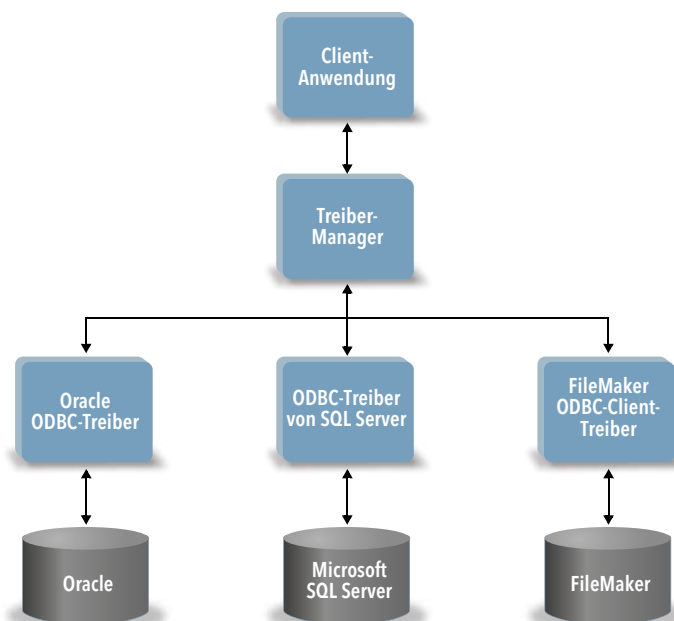 Client-
Anwendung
Treiber-
Manager
Oracle
ODBC-Treiber
ODBC-Treiber
von SQL Server
FileMaker
ODBC-Client-
Treiber
Oracle
Microsoft
SQL Server
FileMaker